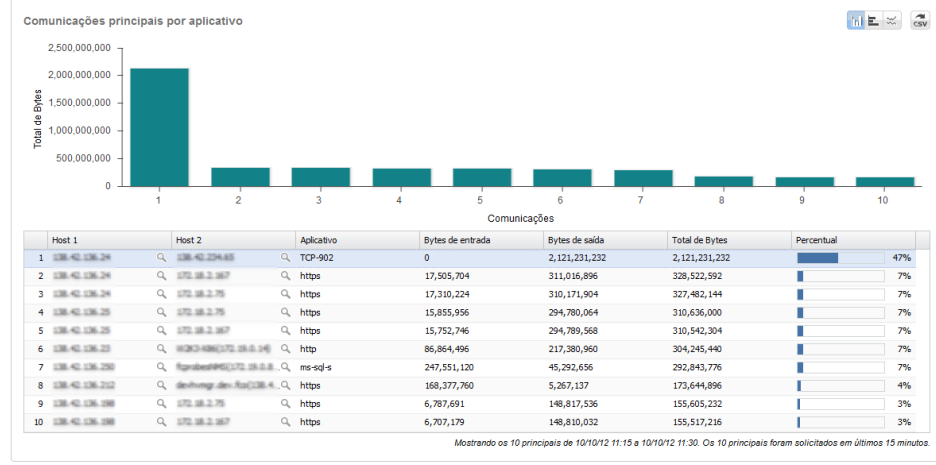 Comunicações principais por aplicativo
CSV
2,500,000,000
2,000,000,000
1,500,000,000
1,000,000,000
500,000,000
0
Total de Bytes
1 2 3 4 5 6 7 8 9 10
Comunicações
Host 1 Host 2 Aplicativo Bytes de entrada Bytes de saída Total de Bytes Percentual
1 TCP-902 0 2,121,231,232 2,121,231,232 47%
2 https 17,505,704 311,016,896 328,522,592 7%
3 https 17,310,224 310,171,904 327,482,144 7%
4 https 15,855,956 294,780,064 310,636,000 7%
5 https 15,752,746 294,789,568 310,542,304 7%
6 http 86,864,496 217,380,960 304,245,440 7%
7 ms-sql-s 247,551,120 45,292,656 292,843,776 7%
8 https 168,377,760 5,267,137 173,644,896 4%
9 https 6,787,691 148,817,536 155,605,232 3%
10 https 6,707,179 148,810,032 155,517,216 3%
Mostrando os 10 principais de 10/10/12 11:15 a 10/10/12 11:30. Os 10 principais foram solicitados em últimos 15 minutos.